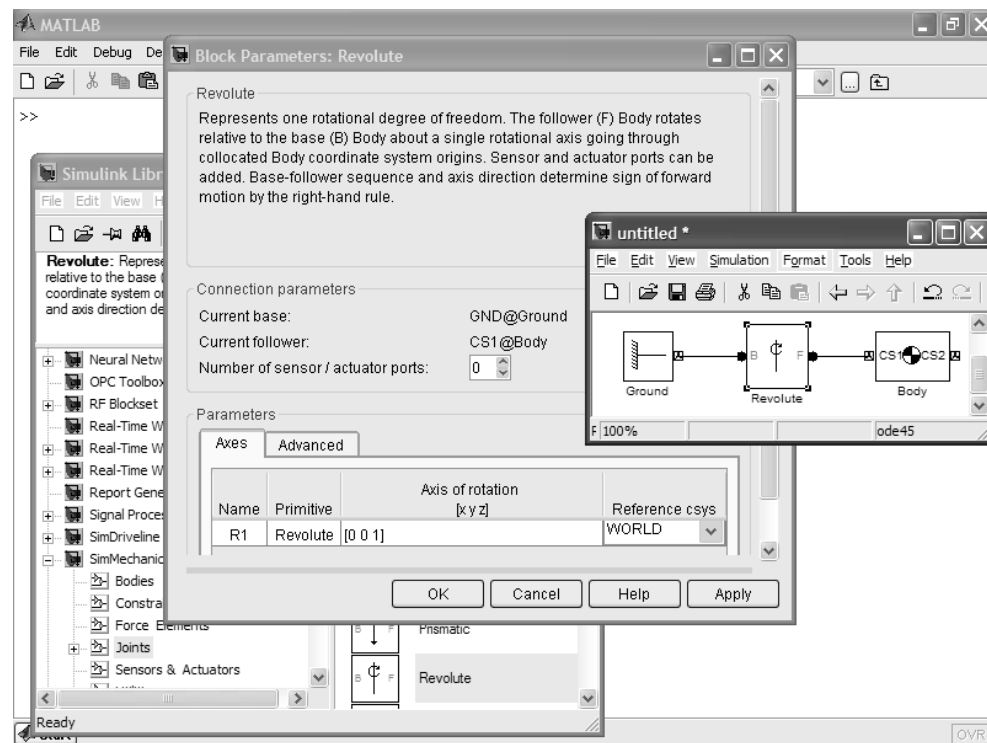 MATLAB
File Edit Debug De
>>
Block Parameters: Revolute
Revolute
Represents one rotational degree of freedom. The follower (F) Body rotates
relative to the base (B) Body about a single rotational axis going through
collocated Body coordinate system origins. Sensor and actuator ports can be
added. Base-follower sequence and axis direction determine sign of forward
motion by the right-hand rule.
Connection parameters
Current base: GND@Ground
Current follower: CS1@Body
Number of sensor / actuator ports: 0
Parameters
Axes Advanced
Axis of rotation
Name Primitive [x y z] Reference csys
R1 Revolute [0 0 1] WORLD
OK Cancel Help Apply
untitled *
File Edit View Simulation Format Tools Help
B F CS1 CS2
Ground Revolute Body
F 100% ode45
Simulink Libr
File Edit View H
Revolute: Represe
relative to the base (
coordinate system or
and axis direction de
Neural Netw
OPC Toolbox
RF Blockset
Real-Time W
Real-Time W
Real-Time W
Report Gene
Signal Proces
SimDriveline
SimMechanic
Bodies
Constra
Force Elements
Joints
Sensors & Actuators
B F Prismatic
B F Revolute
Ready
Start OVR